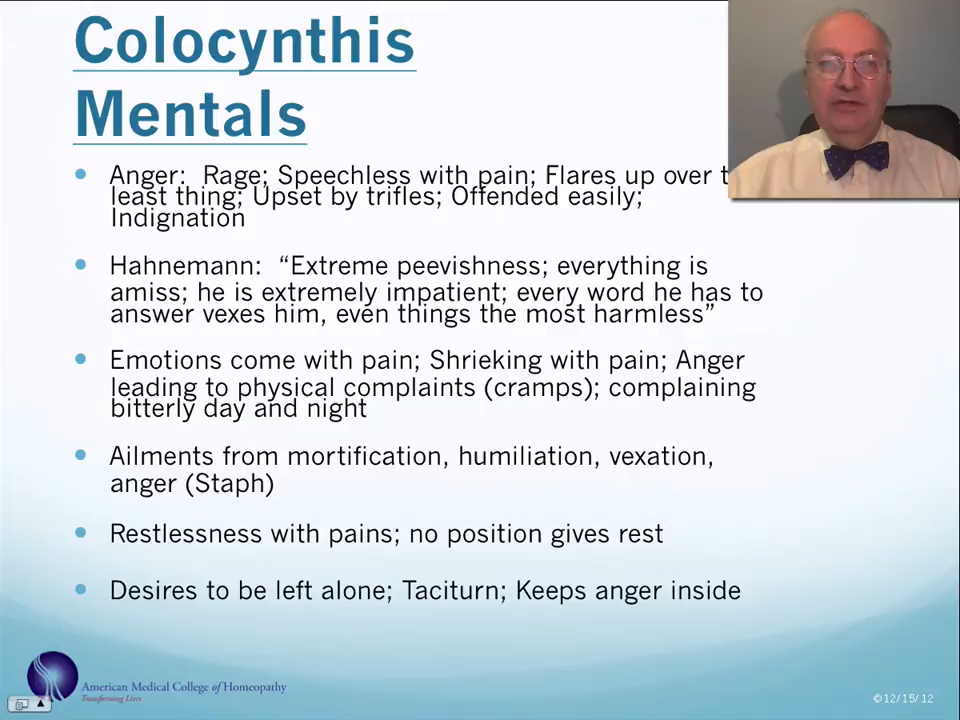 Colocynthis
Mentals
Anger: Rage; Speechless with pain; Flares up over
least thing; Upset by trifles; Offended easily;
Indignation
Hahnemann: “Extreme peevishness; everything is
amiss; he is extremely impatient; every word he has to
answer vexes him, even things the most harmless”
Emotions come with pain; Shrieking with pain; Anger
leading to physical complaints (cramps); complaining
bitterly day and night
Ailments from mortification, humiliation, vexation,
anger (Staph)
Restlessness with pains; no position gives rest
Desires to be left alone; Taciturn; Keeps anger inside
American Medical College of Homeopathy
Transforming Lives
©12/15/12